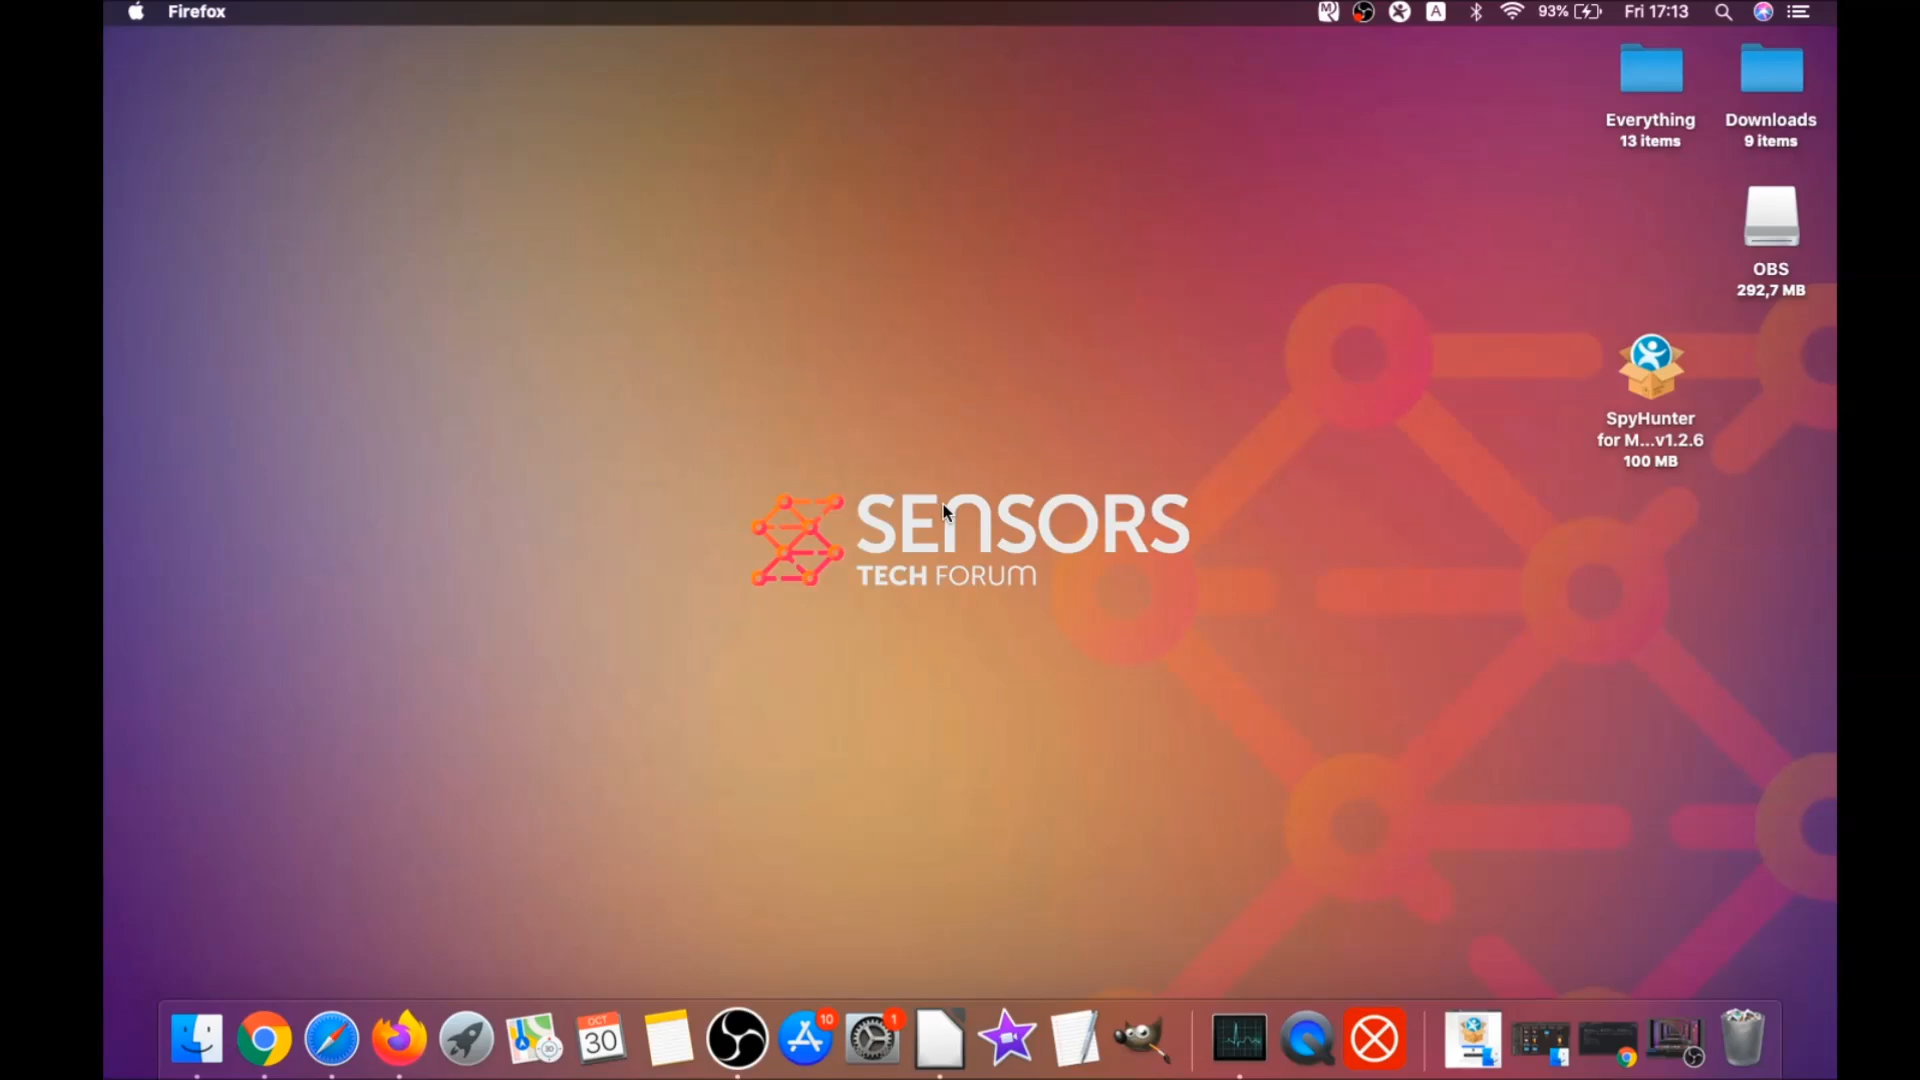 Firefox
A
93%
Fri 17:13
Everything
13 items
Downloads
9 items
OBS
292,7 MB
SpyHunter
for M...v1.2.6
100 MB
SENSORS
TECH FORUM
OCT
30
10
1